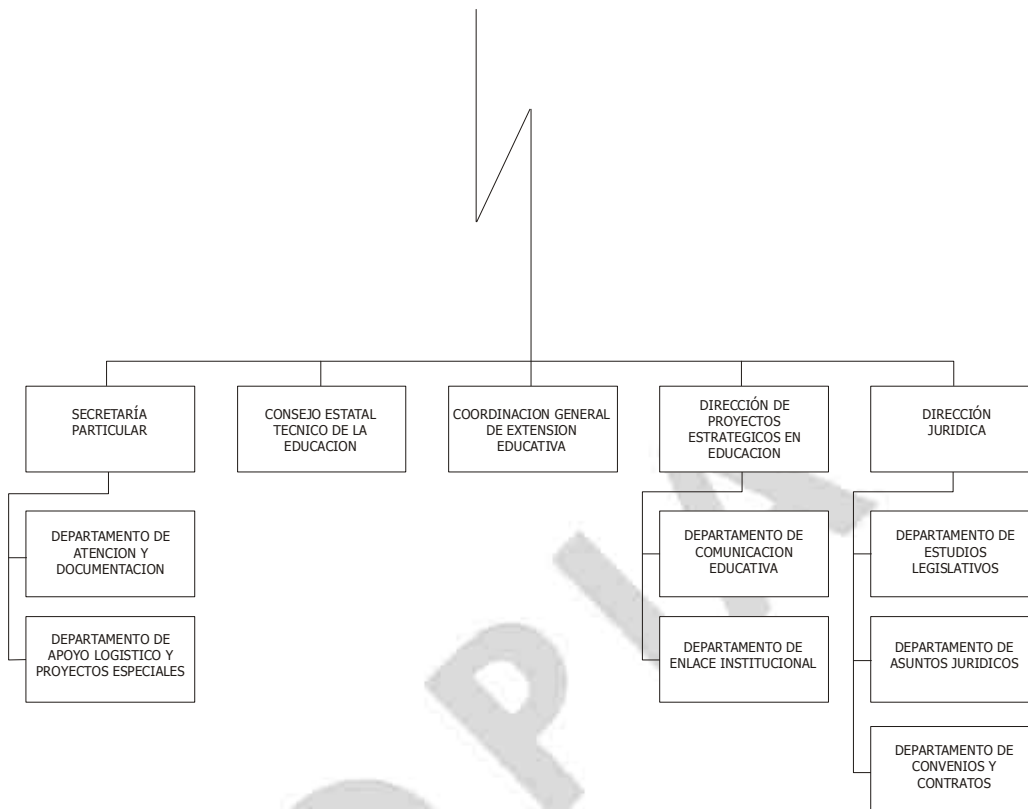 SECRETARÍA
PARTICULAR
CONSEJO ESTATAL
TECNICO DE LA
EDUCACION
COORDINACION GENERAL
DE EXTENSION
EDUCATIVA
DIRECCIÓN DE
PROYECTOS
ESTRATEGICOS EN
EDUCACION
DIRECCIÓN
JURIDICA
DEPARTAMENTO DE
ATENCION Y
DOCUMENTACION
DEPARTAMENTO DE
COMUNICACION
EDUCATIVA
DEPARTAMENTO DE
ESTUDIOS
LEGISLATIVOS
DEPARTAMENTO DE
APOYO LOGISTICO Y
PROYECTOS ESPECIALES
DEPARTAMENTO DE
ENLACE INSTITUCIONAL
DEPARTAMENTO DE
ASUNTOS JURIDICOS
DEPARTAMENTO DE
CONVENIOS Y
CONTRATOS
OPIA